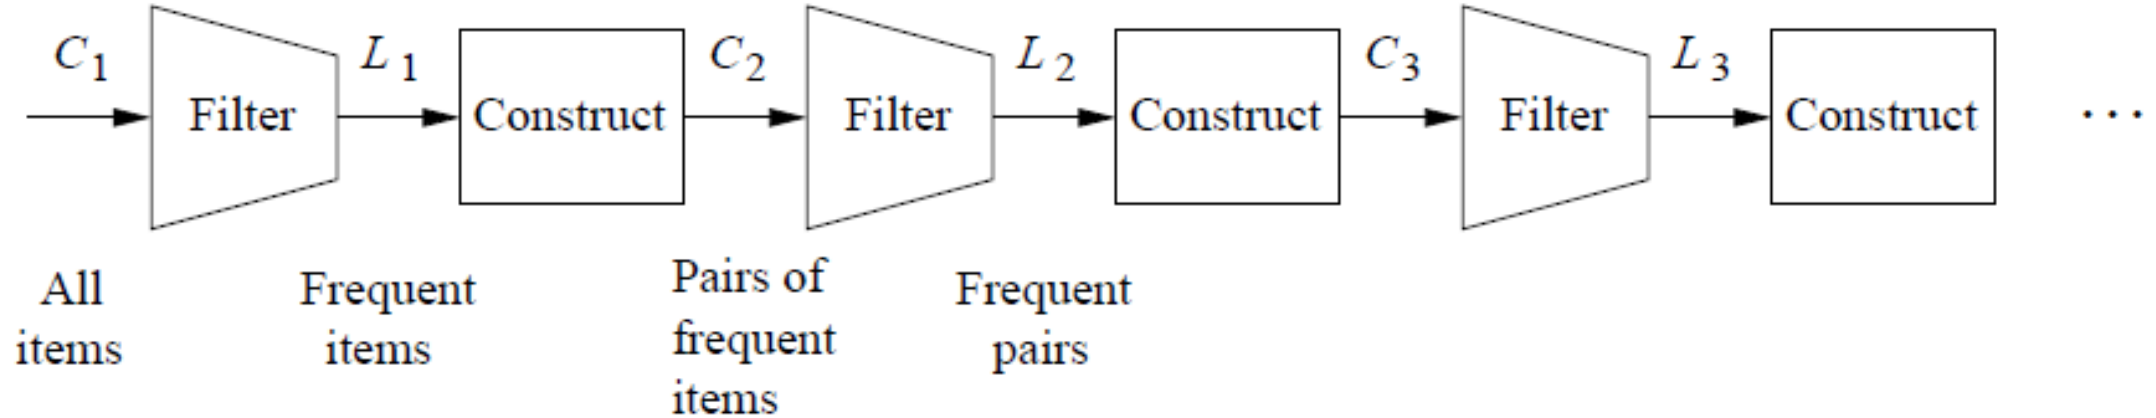 C1 Filter L1 Construct C2 Filter L2 Construct C3 Filter L3 Construct ...
All
items
Frequent
items
Pairs of
frequent
items
Frequent
pairs